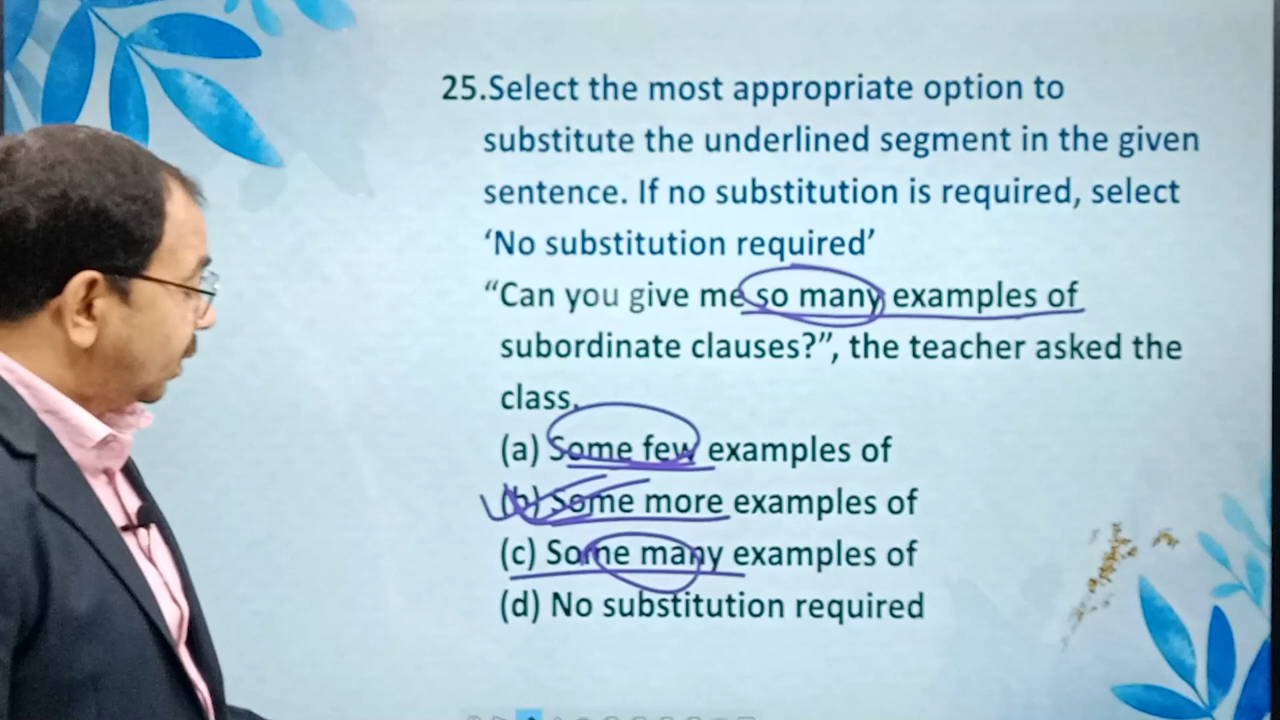 25.Select the most appropriate option to
substitute the underlined segment in the given
sentence. If no substitution is required, select
‘No substitution required’
“Can you give me so many examples of
subordinate clauses?”, the teacher asked the
class.
(a) Some few examples of
(b) Some more examples of
(c) Some many examples of
(d) No substitution required